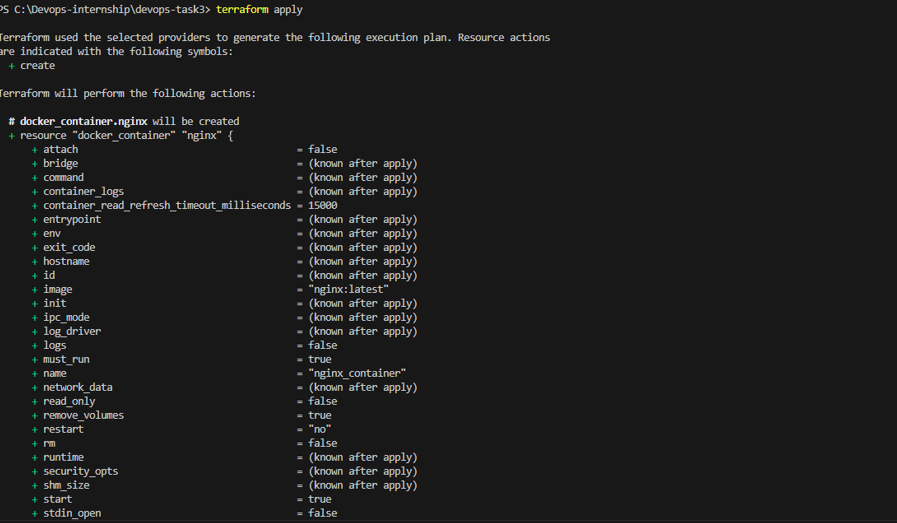 PS C:\Devops-internship\devops-task3> terraform apply
Terraform used the selected providers to generate the following execution plan. Resource actions
are indicated with the following symbols:
+ create
Terraform will perform the following actions:
# docker_container.nginx will be created
+ resource "docker_container" "nginx" {
+ attach = false
+ bridge = (known after apply)
+ command = (known after apply)
+ container_logs = (known after apply)
+ container_read_refresh_timeout_milliseconds = 15000
+ entrypoint = (known after apply)
+ env = (known after apply)
+ exit_code = (known after apply)
+ hostname = (known after apply)
+ id = (known after apply)
+ image = "nginx:latest"
+ init = (known after apply)
+ ipc_mode = (known after apply)
+ log_driver = (known after apply)
+ logs = false
+ must_run = true
+ name = "nginx_container"
+ network_data = (known after apply)
+ read_only = false
+ remove_volumes = true
+ restart = "no"
+ rm = false
+ runtime = (known after apply)
+ security_opts = (known after apply)
+ shm_size = (known after apply)
+ start = true
+ stdin_open = false